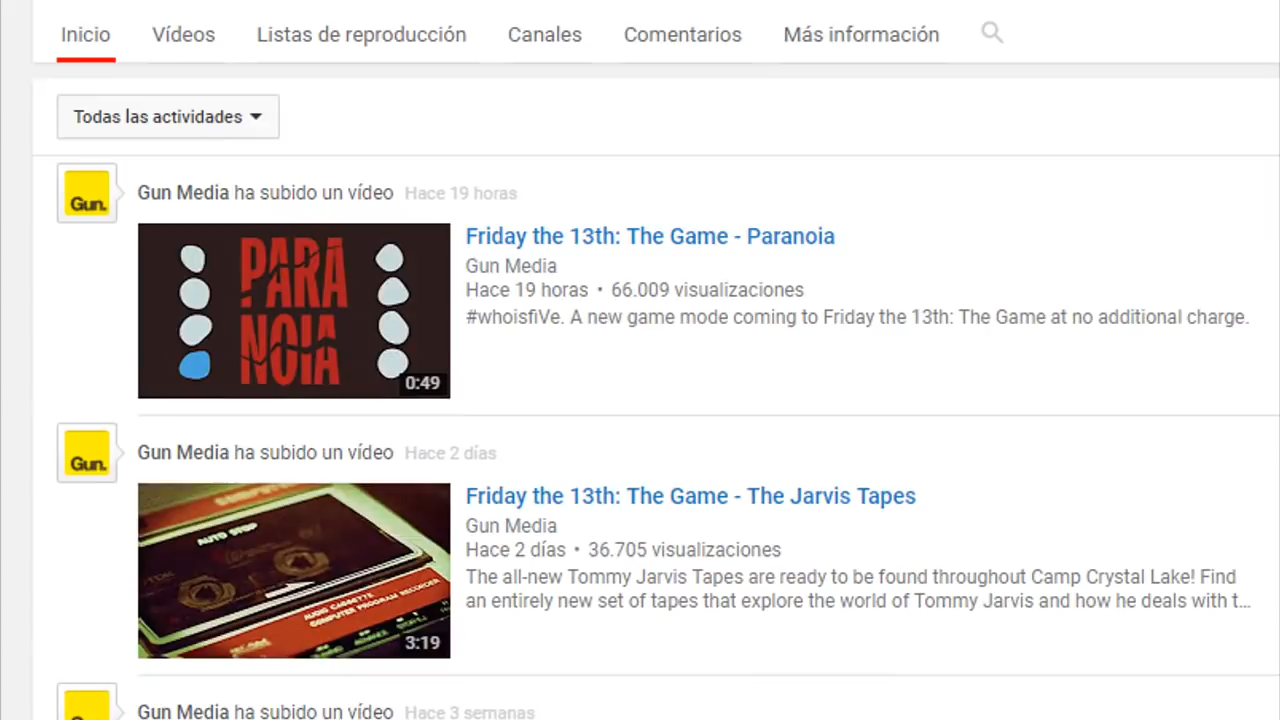 Inicio Vídeos Listas de reproducción Canales Comentarios Más información
Todas las actividades
Gun.
Gun Media ha subido un vídeo Hace 19 horas
PARA
NOIA
0:49
Friday the 13th: The Game - Paranoia
Gun Media
Hace 19 horas • 66.009 visualizaciones
#whoisfiVe. A new game mode coming to Friday the 13th: The Game at no additional charge.
Gun.
Gun Media ha subido un vídeo Hace 2 días
AUTO STOP
AUDIO CASSETTE
COMPUTER PROGRAM RECORDER
3:19
Friday the 13th: The Game - The Jarvis Tapes
Gun Media
Hace 2 días • 36.705 visualizaciones
The all-new Tommy Jarvis Tapes are ready to be found throughout Camp Crystal Lake! Find
an entirely new set of tapes that explore the world of Tommy Jarvis and how he deals with t...
Gun Media ha subido un vídeo Hace 3 semanas